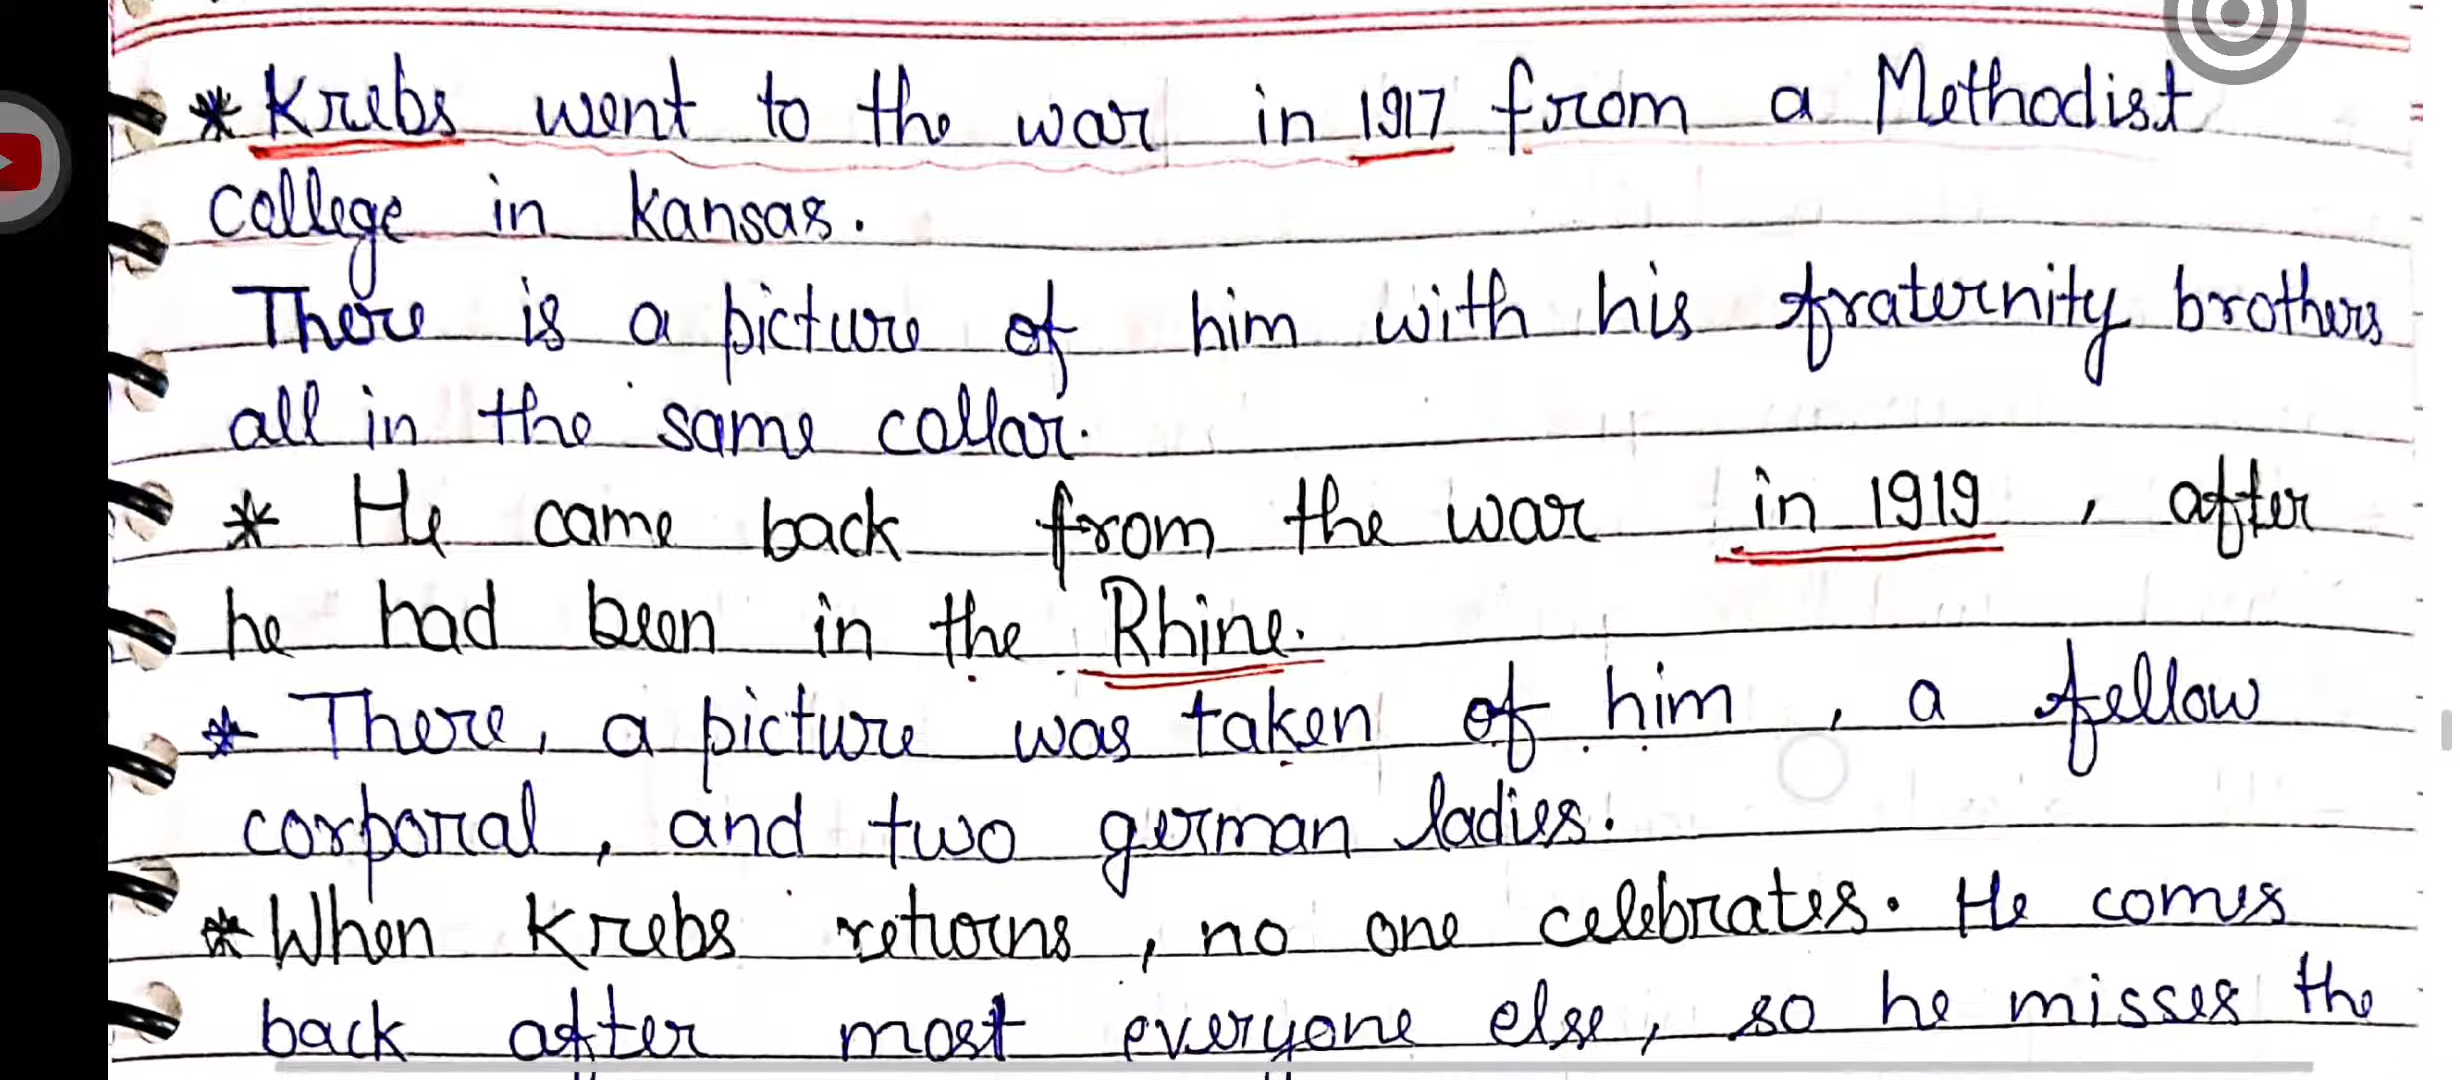 * Krebs went to the war in 1917 from a Methodist
college in kansas.
There is a picture of him with his fraternity brothers
all in the same collar.
* He came back from the war in 1919, after
he had been in the Rhine.
* There, a picture was taken of him, a fellow
corporal, and two german ladies.
* When Krebs returns, no one celebrates. He comes
back after most everyone else, so he misses the